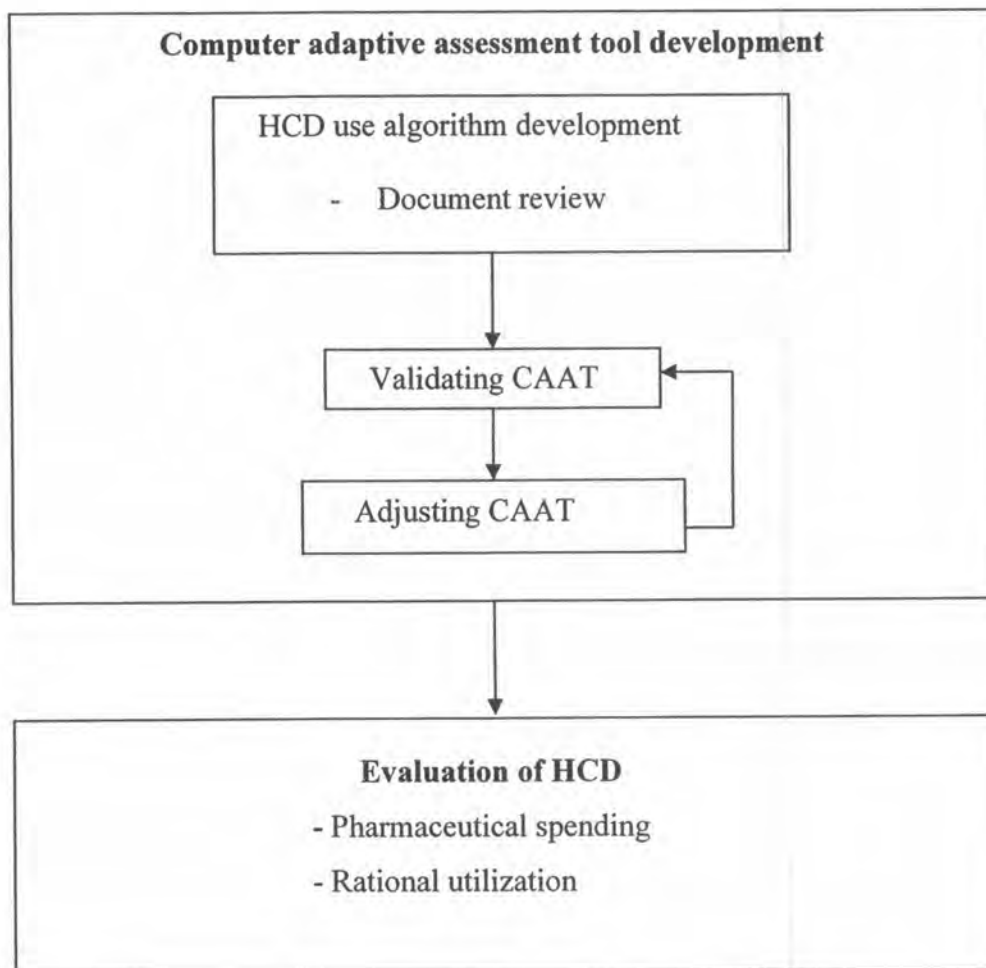 Computer adaptive assessment tool development
HCD use algorithm development
- Document review
Validating CAAT
Adjusting CAAT
Evaluation of HCD
- Pharmaceutical spending
- Rational utilization